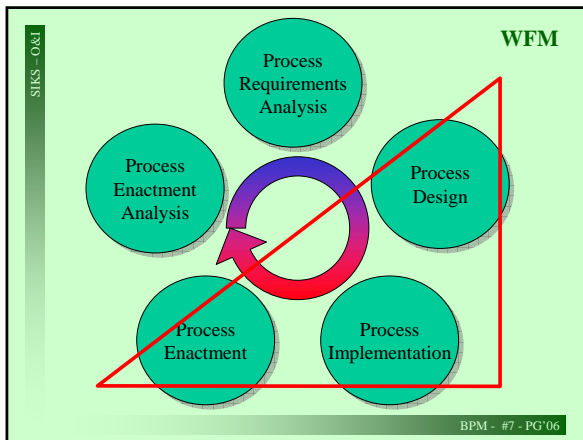 SIKS – O&I
WFM
Process
Requirements
Analysis
Process
Design
Process
Implementation
Process
Enactment
Process
Enactment
Analysis
BPM - #7 - PG'06